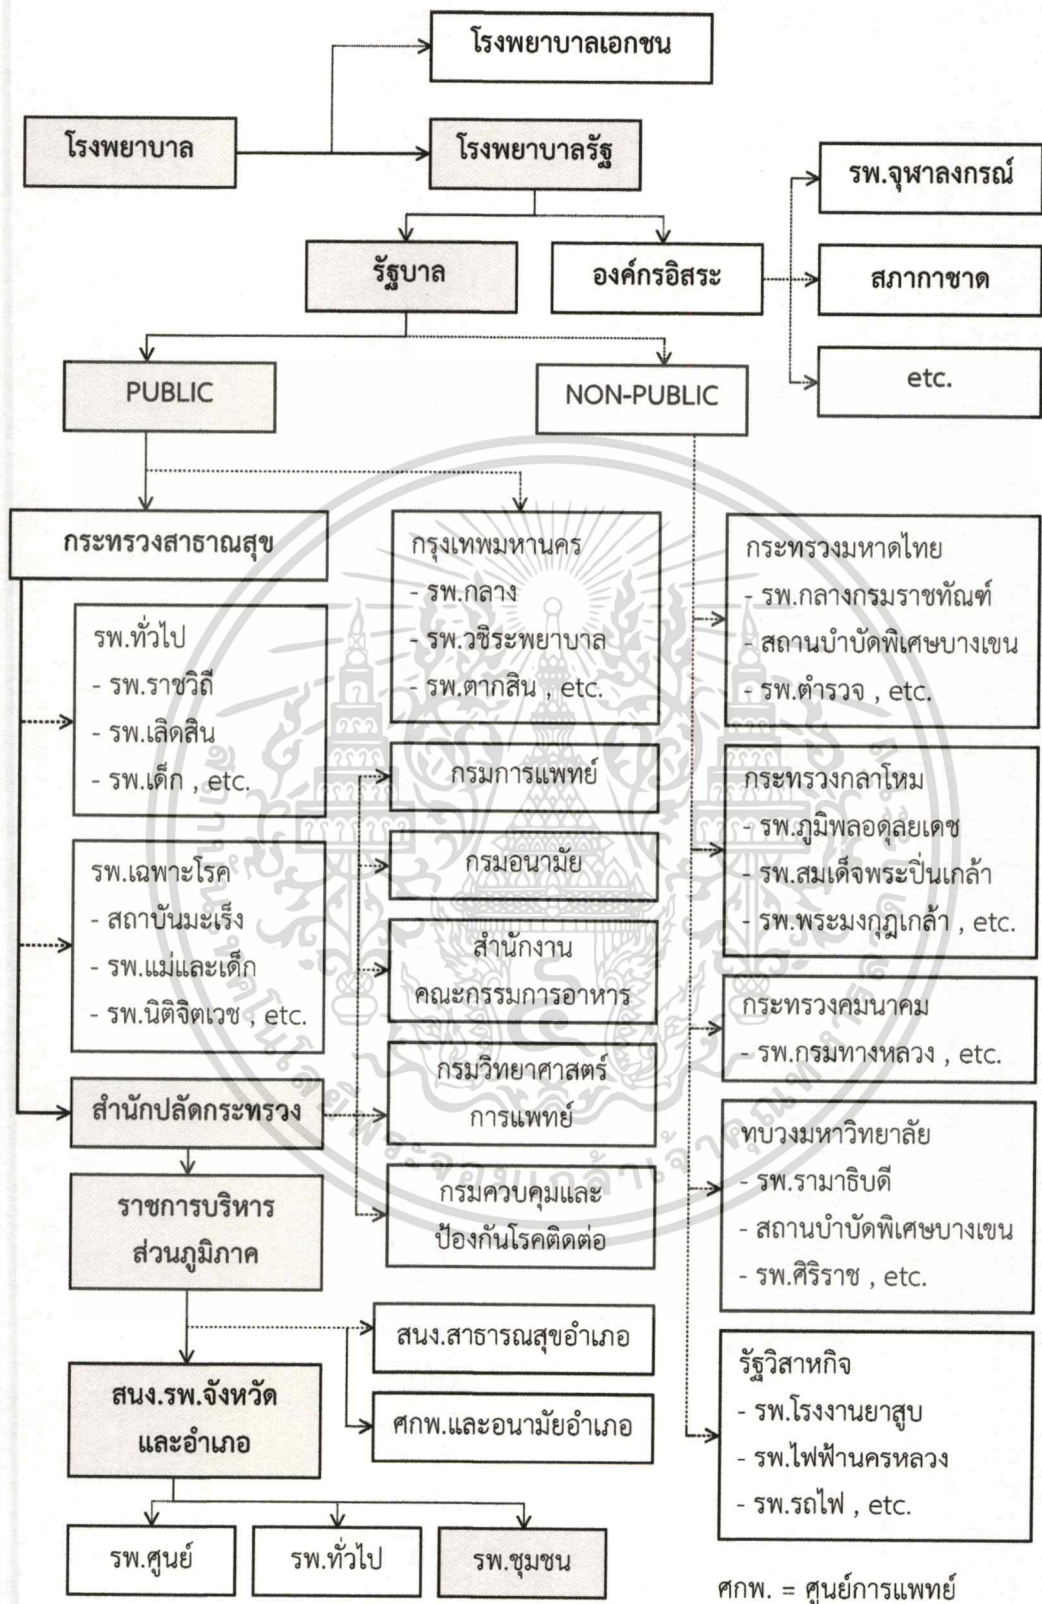 โรงพยาบาลเอกชน
โรงพยาบาล
โรงพยาบาลรัฐ
รพ.จุฬาลงกรณ์
รัฐบาล
องค์กรอิสระ
สภากาชาด
PUBLIC
NON-PUBLIC
etc.
กระทรวงสาธาณสุข
รพ.ทั่วไป
- รพ.ราชวิถี
- รพ.เลิดสิน
- รพ.เด็ก , etc.
รพ.เฉพาะโรค
- สถาบันมะเร็ง
- รพ.แม่และเด็ก
- รพ.นิติจิตเวช , etc.
สำนักปลัดกระทรวง
ราชการบริหาร
ส่วนภูมิภาค
สนง.รพ.จังหวัด
และอำเภอ
รพ.ศูนย์
รพ.ทั่วไป
รพ.ชุมชน
กรุงเทพมหานคร
- รพ.กลาง
- รพ.วชิระพยาบาล
- รพ.ตากสิน , etc.
กรมการแพทย์
กรมอนามัย
สำนักงาน
คณะกรรมการอาหาร
กรมวิทยาศาสตร์
การแพทย์
กรมควบคุมและ
ป้องกันโรคติดต่อ
สนง.สาธารณสุขอำเภอ
ศกพ.และอนามัยอำเภอ
กระทรวงมหาดไทย
- รพ.กลางกรมราชทัณฑ์
- สถานบำบัดพิเศษบางเขน
- รพ.ตำรวจ , etc.
กระทรวงกลาโหม
- รพ.ภูมิพลอดุลยเดช
- รพ.สมเด็จพระปิ่นเกล้า
- รพ.พระมงกุฎเกล้า , etc.
กระทรวงคมนาคม
- รพ.กรมทางหลวง , etc.
ทบวงมหาวิทยาลัย
- รพ.รามาธิบดี
- สถานบำบัดพิเศษบางเขน
- รพ.ศิริราช , etc.
รัฐวิสาหกิจ
- รพ.โรงงานยาสูบ
- รพ.ไฟฟ้านครหลวง
- รพ.รถไฟ , etc.
ศกพ. = ศูนย์การแพทย์